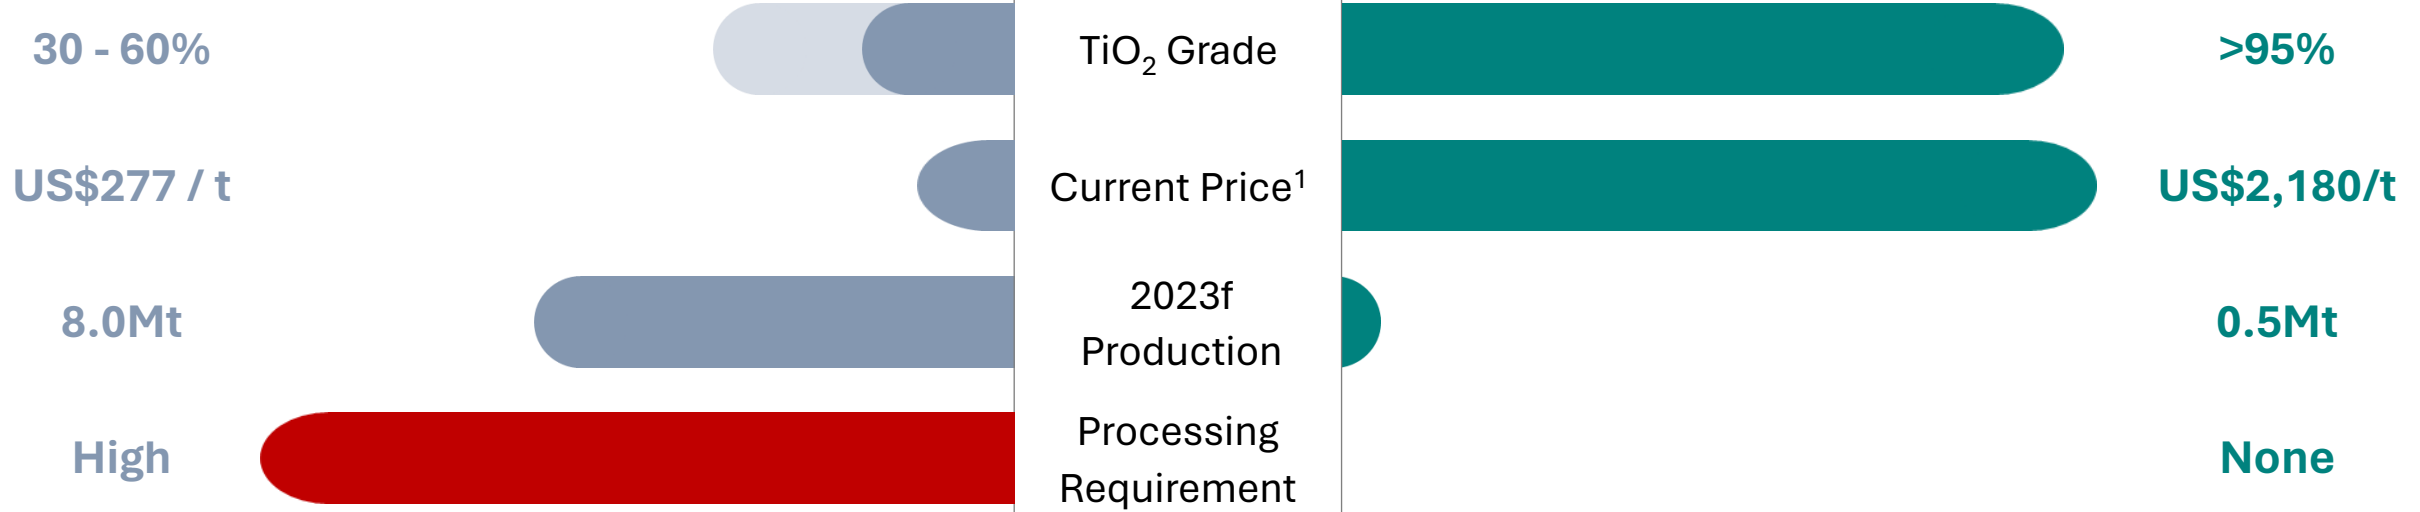 30 - 60%
TiO₂ Grade
>95%
US$277 / t
Current Price¹
US$2,180/t
8.0Mt
2023f
Production
0.5Mt
High
Processing
Requirement
None